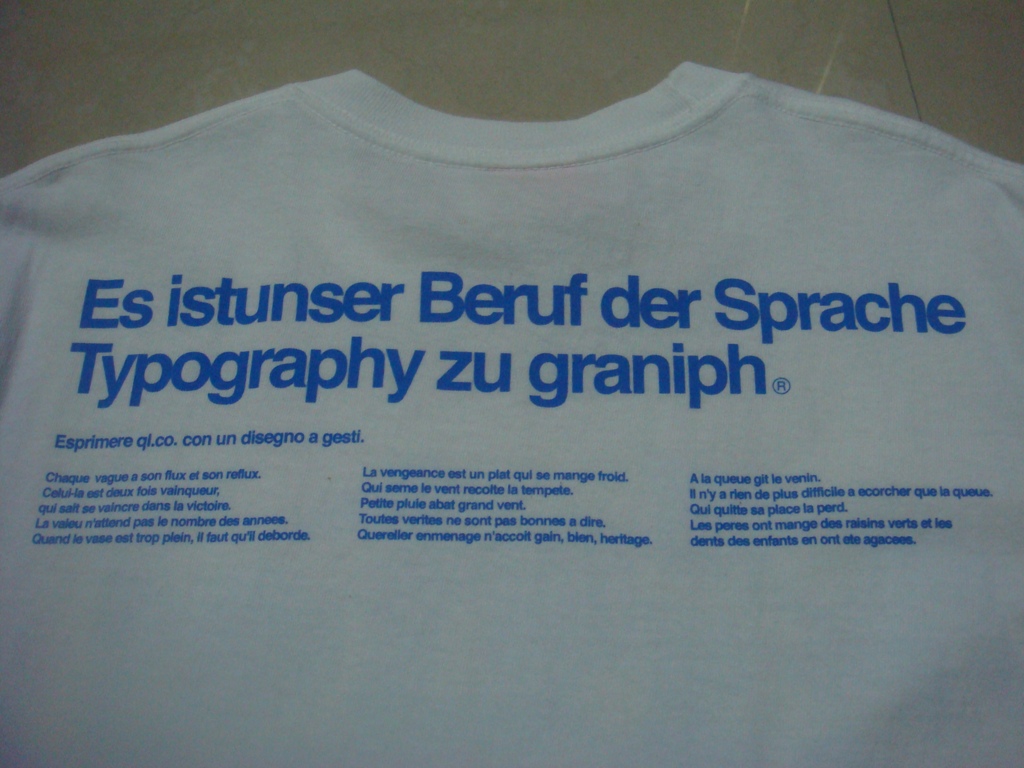 Es istunser Beruf der Sprache
Typography zu graniph®
Esprimere ql.co. con un disegno a gesti.
Chaque vague a son flux et son reflux.
Celui-la est deux fois vainqueur,
qui sait se vaincre dans la victoire.
La valeu n'attend pas le nombre des annees.
Quand le vase est trop plein, il faut qu'il deborde.
La vengeance est un plat qui se mange froid.
Qui seme le vent recolte la tempete.
Petite pluie abat grand vent.
Toutes verites ne sont pas bonnes a dire.
Quereller enmenage n'accoit gain, bien, heritage.
A la queue git le venin.
Il n'y a rien de plus difficile a ecorcher que la queue.
Qui quitte sa place la perd.
Les peres ont mange des raisins verts et les
dents des enfants en ont ete agacees.